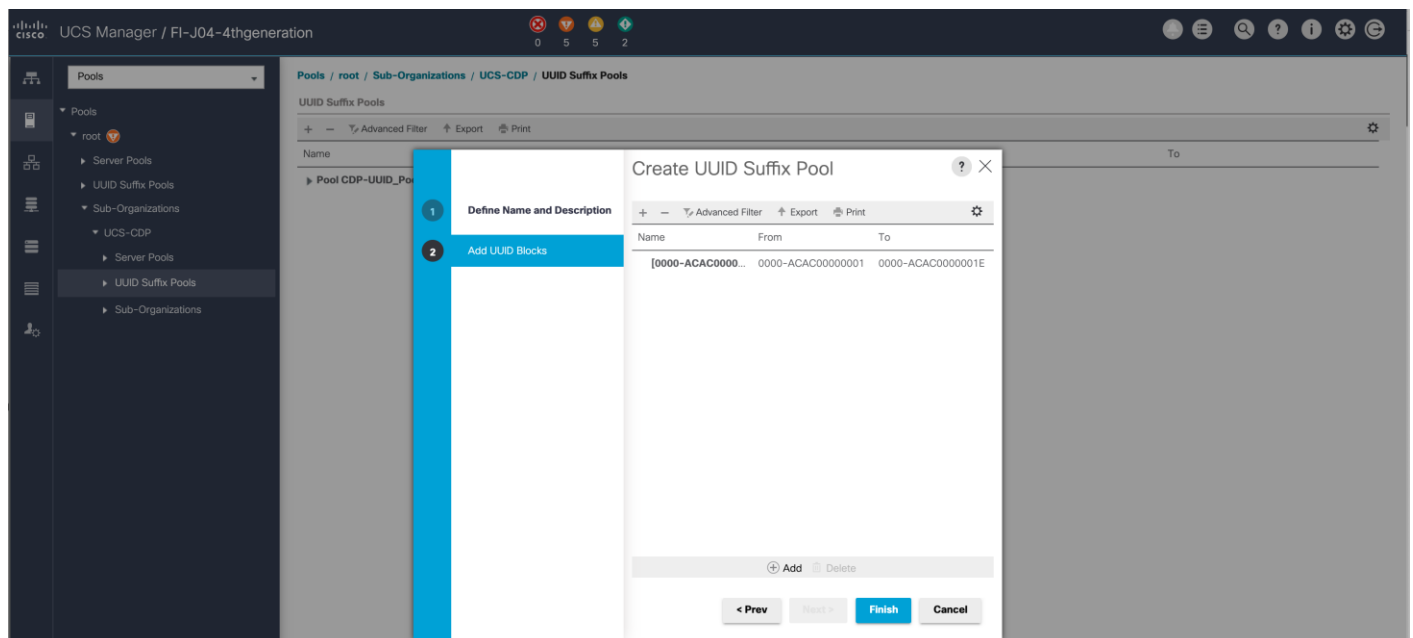 CISCO UCS Manager / FI-J04-4thgeneration
0 5 5 2
Pools
Pools / root / Sub-Organizations / UCS-CDP / UUID Suffix Pools
Pools
UUID Suffix Pools
root
+ − Advanced Filter Export Print
Server Pools
Name To
UUID Suffix Pools
Pool CDP-UUID_Po
Sub-Organizations
UCS-CDP
Server Pools
UUID Suffix Pools
Sub-Organizations
Create UUID Suffix Pool ? ×
1 Define Name and Description
2 Add UUID Blocks
+ − Advanced Filter Export Print
Name From To
[0000-ACAC0000... 0000-ACAC00000001 0000-ACAC0000001E
Add Delete
< Prev Next > Finish Cancel